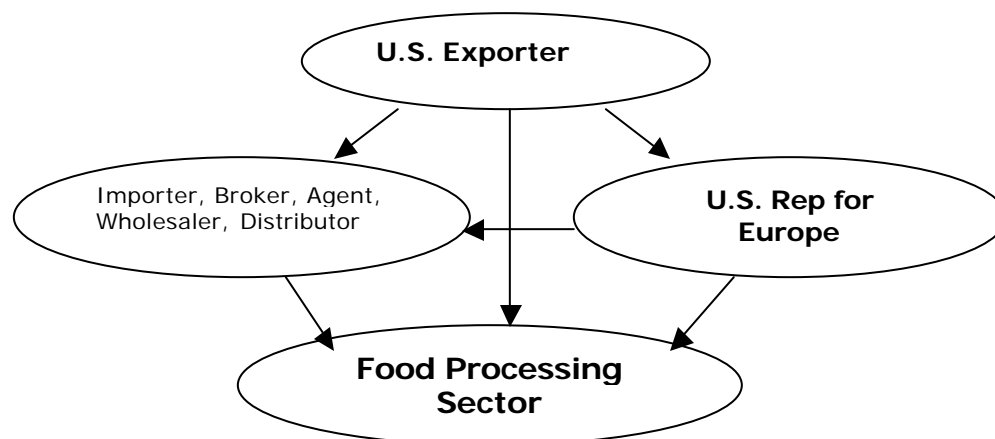 U.S. Exporter
Importer, Broker, Agent,
Wholesaler, Distributor
U.S. Rep for
Europe
Food Processing
Sector